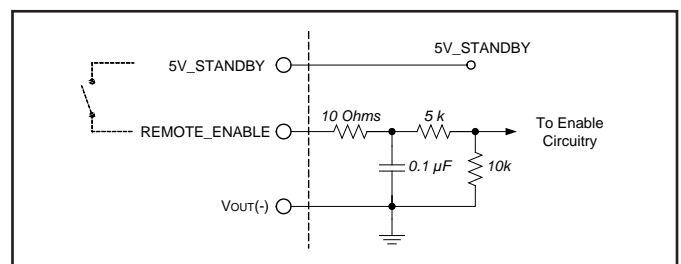 5V_STANDBY
5V_STANDBY
REMOTE_ENABLE
10 Ohms
5 k
To Enable
Circuitry
0.1 µF
10k
VOUT(-)